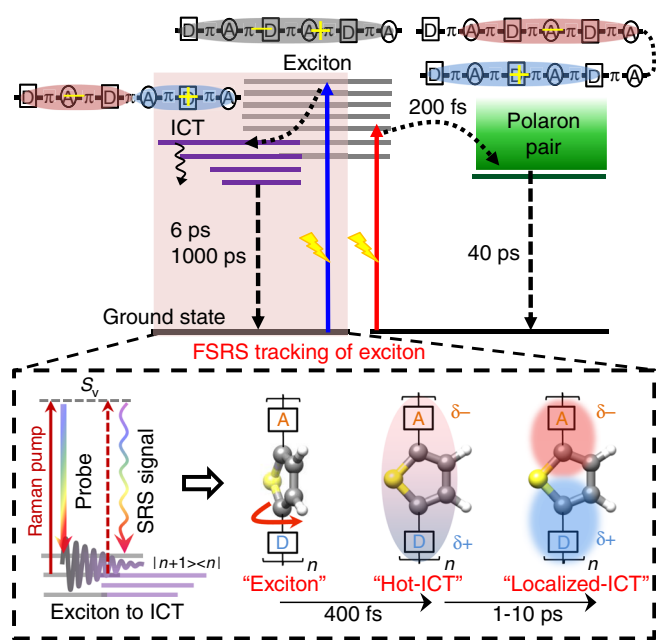 D π A π D π A π D π A
D π A π D π A π D A
D π A π D π A π D π A
D π A π D π A π D π A
Exciton
ICT
200 fs
Polaron
pair
6 ps
1000 ps
40 ps
Ground state
FSRS tracking of exciton
Sv
Raman pump
Probe
SRS signal
|n+1><n|
Exciton to ICT
A
D
n
"Exciton"
A
δ–
D
δ+
n
"Hot-ICT"
A
δ–
D
δ+
n
"Localized-ICT"
400 fs
1-10 ps